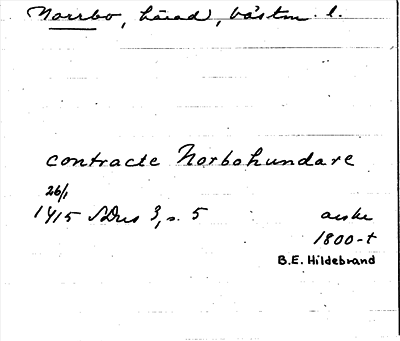 Norrbo, härad, Västm. l.
contracte Norbohundare
26/1
1415 SDns 3, s. 5
avskr
1800-t
B.E. Hildebrand